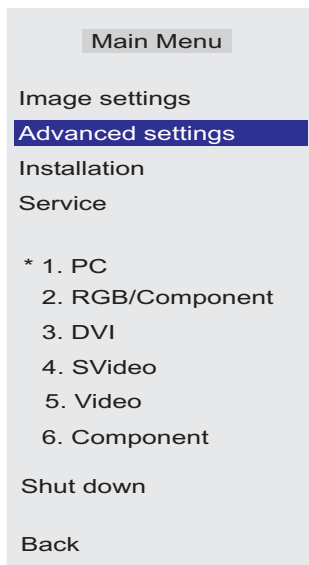 Main Menu
Image settings
Advanced settings
Installation
Service
* 1. PC
2. RGB/Component
3. DVI
4. SVideo
5. Video
6. Component
Shut down
Back